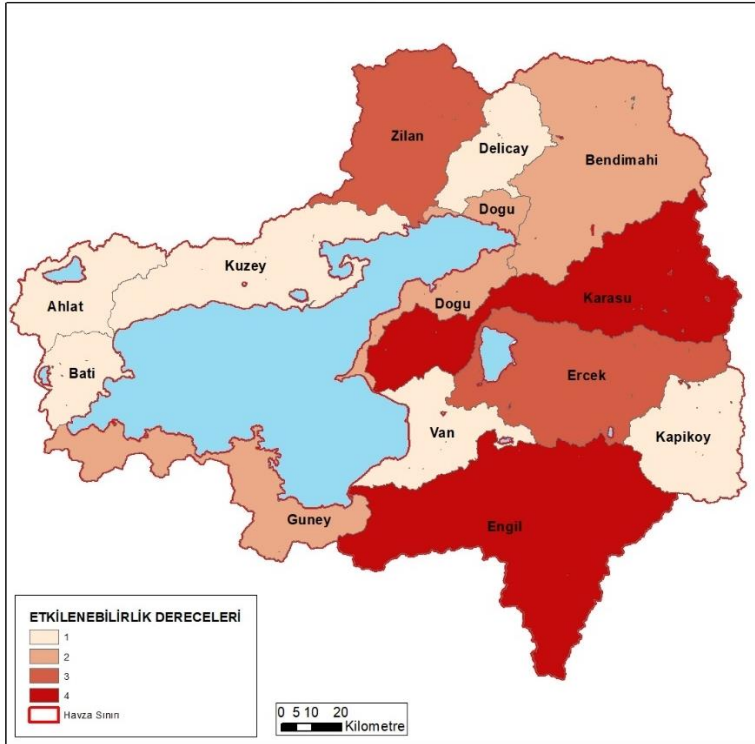 Zilan
Delicay
Bendimahi
Dogu
Kuzey
Ahlat
Dogu
Karasu
Bati
Ercek
Van
Kapikoy
Guney
Engil
ETKİLENEBİLİRLİK DERECELERİ
1
2
3
4
Havza Sınırı
0 5 10 20
Kilometre